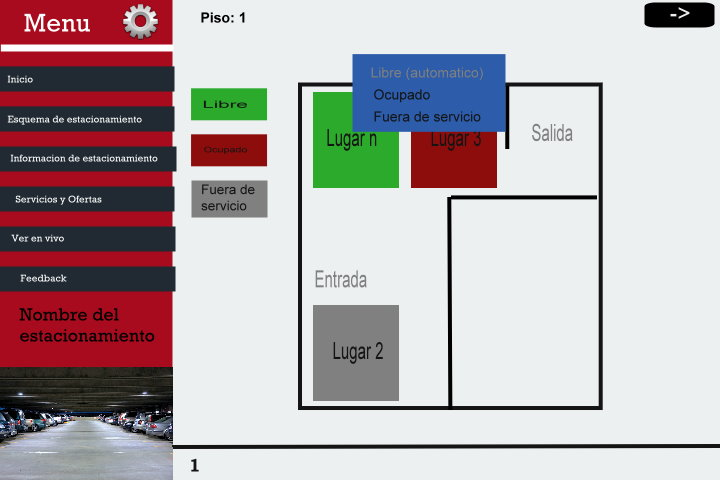 Menu
Inicio
Esquema de estacionamiento
Informacion de estacionamiento
Servicios y Ofertas
Ver en vivo
Feedback
Nombre del
estacionamiento
Piso: 1
->
Libre
Ocupado
Fuera de
servicio
Libre (automatico)
Ocupado
Fuera de servicio
Lugar n
Lugar 3
Salida
Entrada
Lugar 2
1